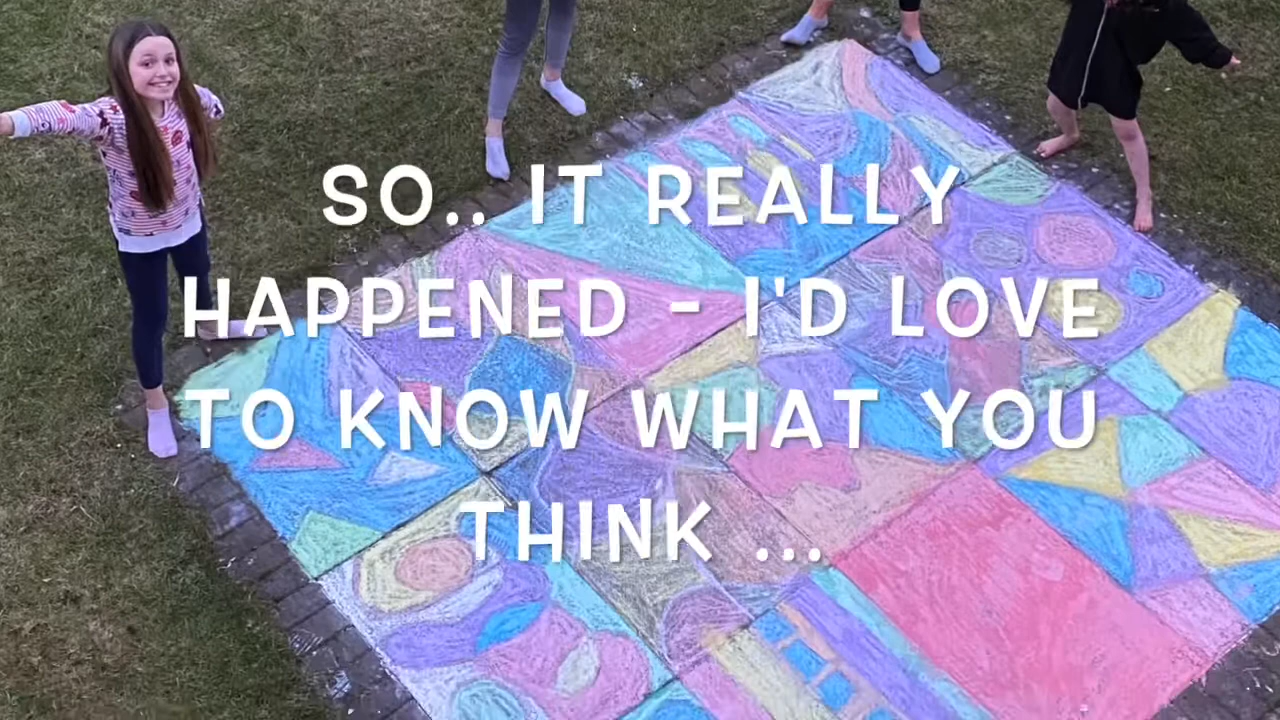 SO.. IT REALLY
HAPPENED - I'D LOVE
TO KNOW WHAT YOU
THINK ...